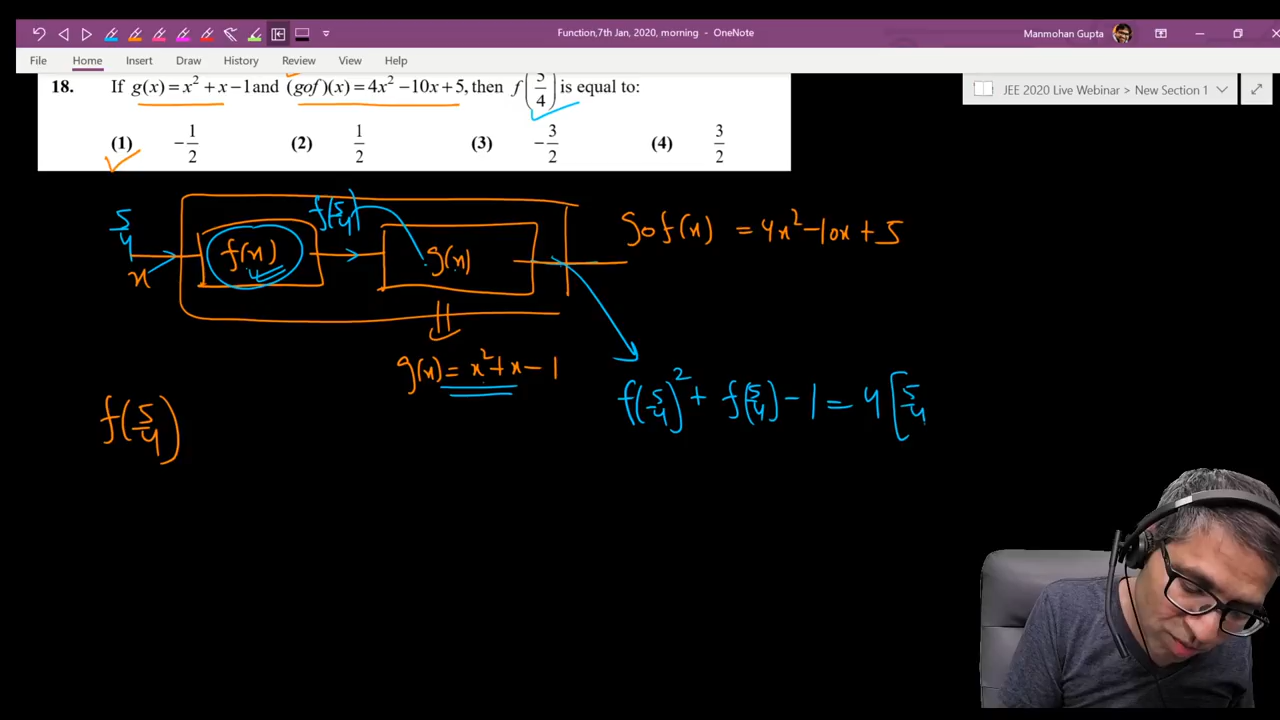 Function,7th Jan, 2020, morning - OneNote
Manmohan Gupta
File Home Insert Draw History Review View Help
JEE 2020 Live Webinar > New Section 1
18. If g(x) = x² + x − 1 and (gof)(x) = 4x² − 10x + 5, then f(5/4) is equal to:
(1) −1/2 (2) 1/2 (3) −3/2 (4) 3/2
5/4 f(5/4)
x f(x) g(x) gof(x) = 4x² − 10x + 5
g(x) = x² + x − 1
f(5/4)² + f(5/4) − 1 = 4[5/4
f(5/4)